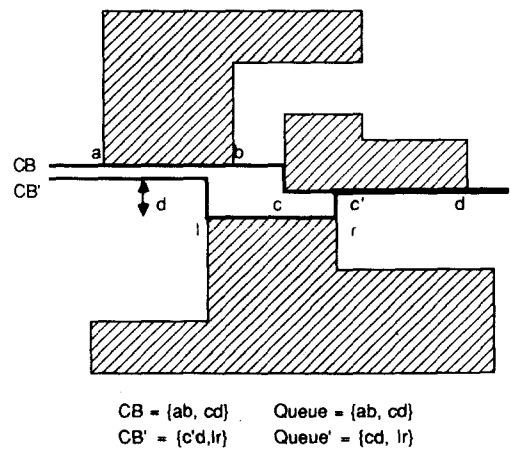 a b
CB
CB'
d c c' d
l r
CB = {ab, cd} Queue = {ab, cd}
CB' = {c'd,lr} Queue' = {cd, lr}